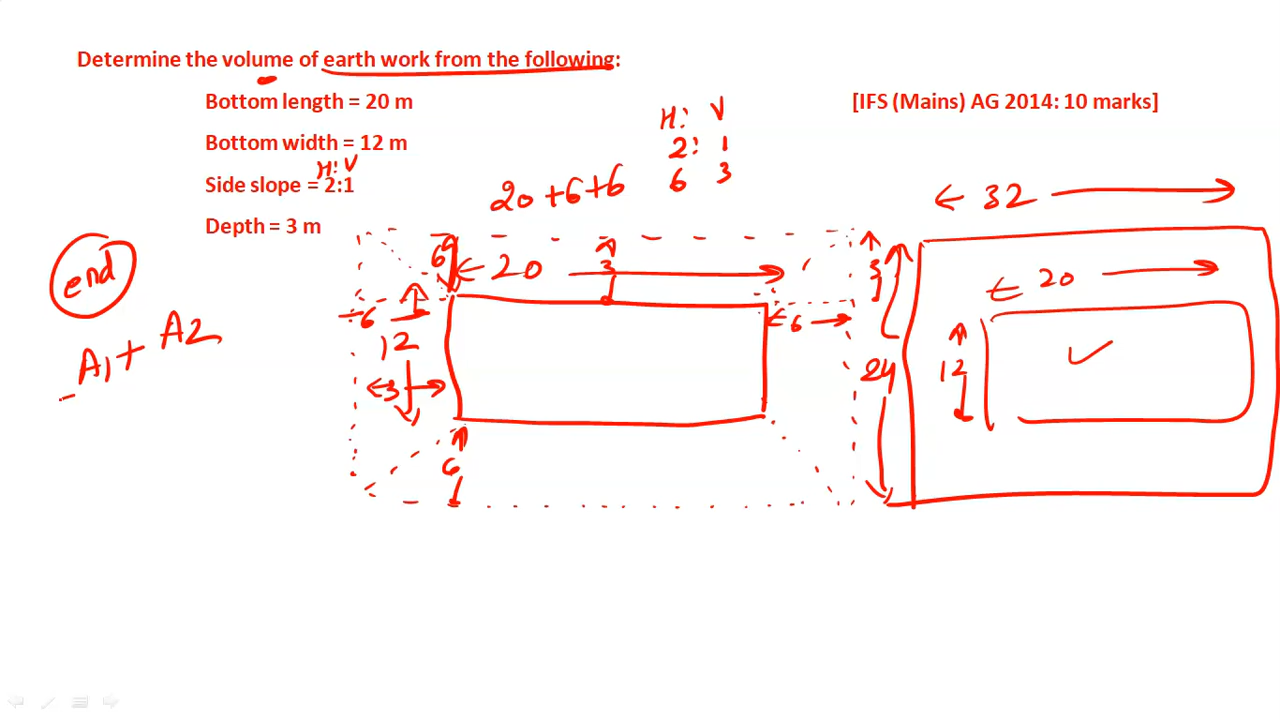 Determine the volume of earth work from the following:
Bottom length = 20 m
[IFS (Mains) AG 2014: 10 marks]
H: V
Bottom width = 12 m
2: 1
H: V
Side slope = 2:1
6 3
20 +6+6
32
Depth = 3 m
end
6
20
3
3
20
6
6
12
A1 + A2
12
24
3
6